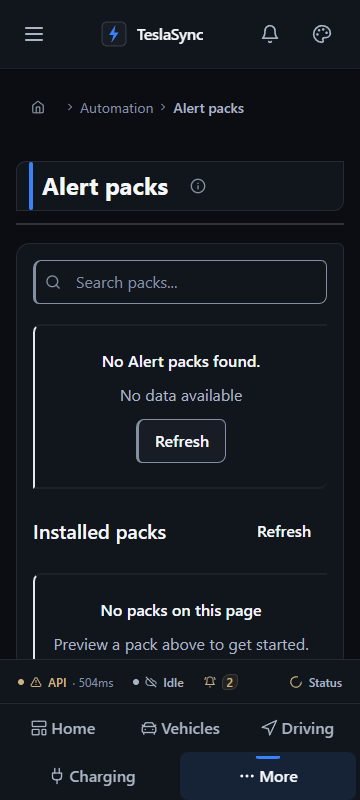 TeslaSync
Automation
Alert packs
Alert packs
Search packs...
No Alert packs found.
No data available
Refresh
Installed packs
Refresh
No packs on this page
Preview a pack above to get started.
API · 504ms
Idle
2
Status
Home
Vehicles
Driving
Charging
More